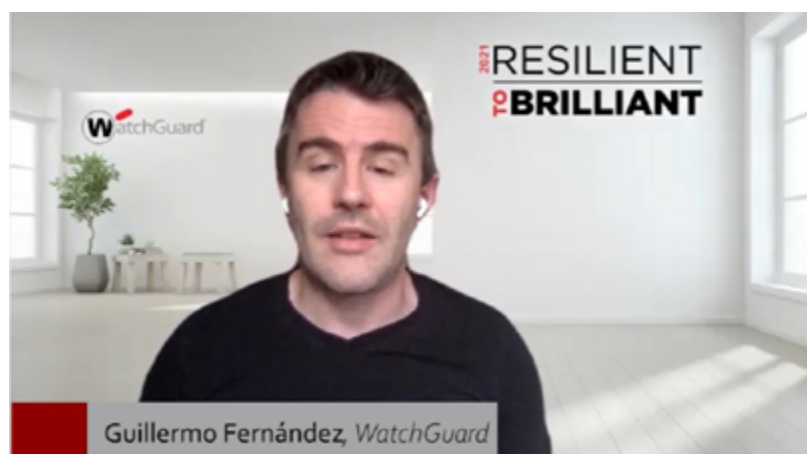 WatchGuard
2021 RESILIENT
TO BRILLIANT
Guillermo Fernández, WatchGuard